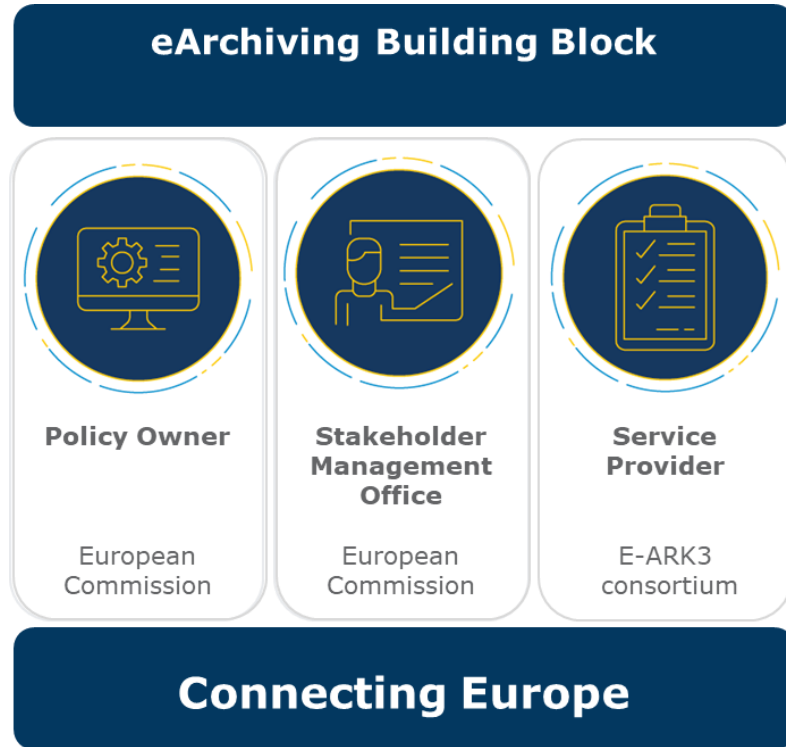 eArchiving Building Block
Policy Owner
European
Commission
Stakeholder
Management
Office
European
Commission
Service
Provider
E-ARK3
consortium
Connecting Europe